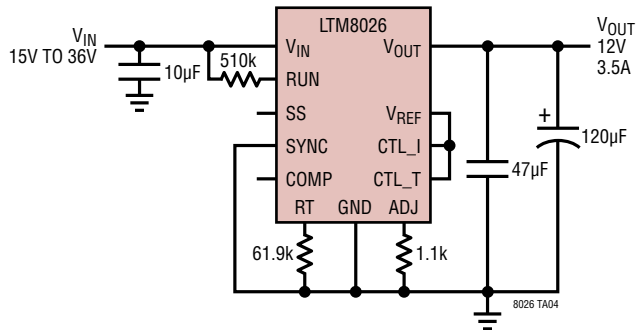 LTM8026
VIN
15V TO 36V
10µF
510k
VIN
RUN
SS
SYNC
COMP
RT
GND
ADJ
VOUT
VREF
CTL_I
CTL_T
VOUT
12V
3.5A
+
120µF
47µF
61.9k
1.1k
8026 TA04